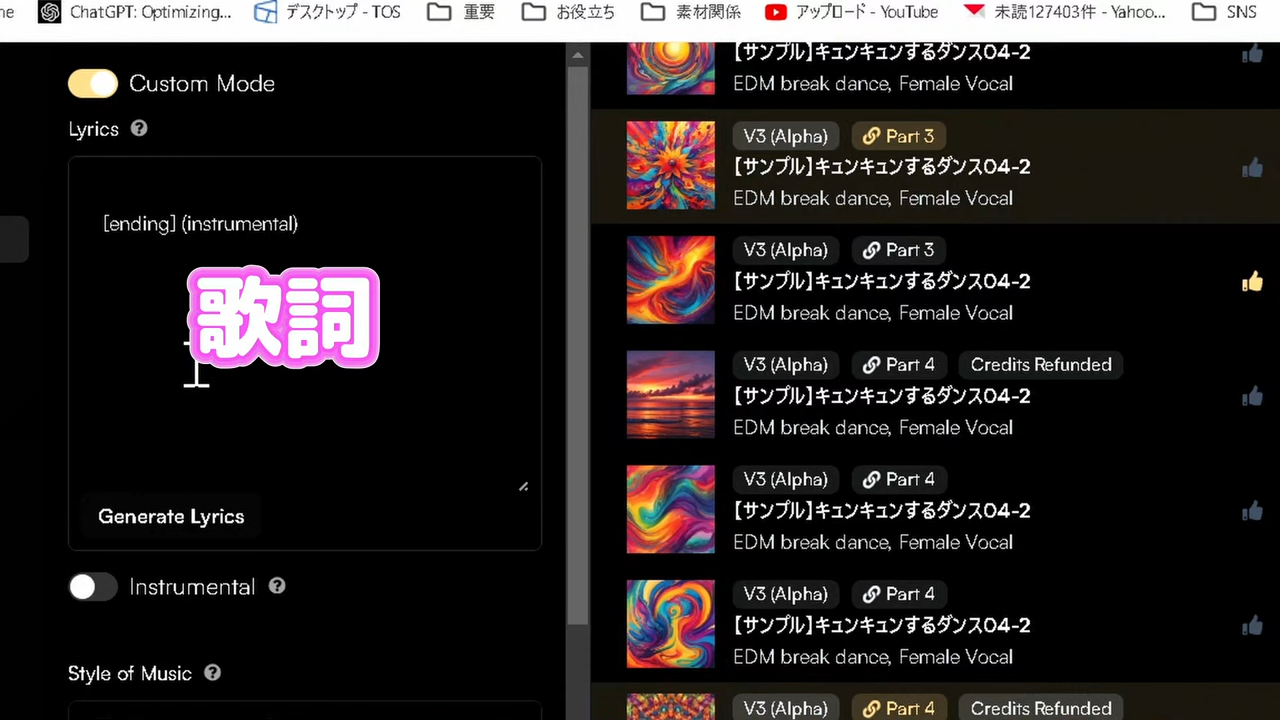 ne
ChatGPT: Optimizing...
デスクトップ - TOS
重要
お役立ち
素材関係
アップロード - YouTube
未読127403件 - Yahoo...
SNS
Custom Mode
Lyrics
[ending] (instrumental)
歌詞
Generate Lyrics
Instrumental
Style of Music
【サンプル】キュンキュンするダンス04-2
EDM break dance, Female Vocal
V3 (Alpha) Part 3
【サンプル】キュンキュンするダンス04-2
EDM break dance, Female Vocal
V3 (Alpha) Part 3
【サンプル】キュンキュンするダンス04-2
EDM break dance, Female Vocal
V3 (Alpha) Part 4 Credits Refunded
【サンプル】キュンキュンするダンス04-2
EDM break dance, Female Vocal
V3 (Alpha) Part 4
【サンプル】キュンキュンするダンス04-2
EDM break dance, Female Vocal
V3 (Alpha) Part 4
【サンプル】キュンキュンするダンス04-2
EDM break dance, Female Vocal
V3 (Alpha) Part 4 Credits Refunded